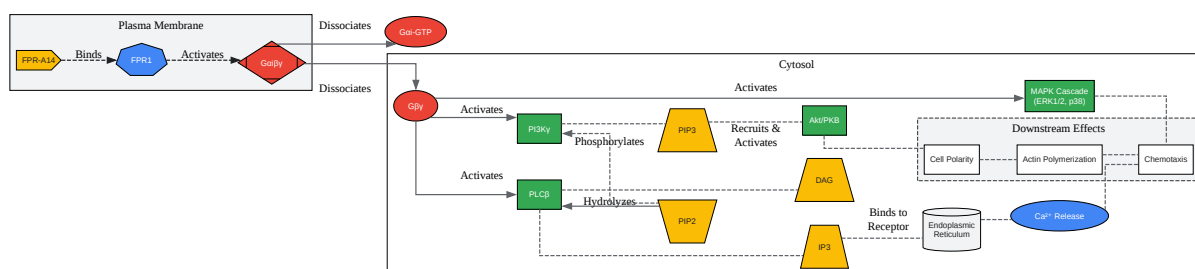 Plasma Membrane
Dissociates
Gαi-GTP
FPR-A14
Binds
FPR1
Activates
Gαiβγ
Cytosol
Dissociates
Activates
MAPK Cascade
(ERK1/2, p38)
Gβγ
Activates
PI3Kγ
Phosphorylates
PIP3
Recruits &
Activates
Akt/PKB
Downstream Effects
Cell Polarity
Actin Polymerization
Chemotaxis
Activates
PLCβ
DAG
Hydrolyzes
PIP2
Binds to
Receptor
Endoplasmic
Reticulum
Ca²⁺ Release
IP3